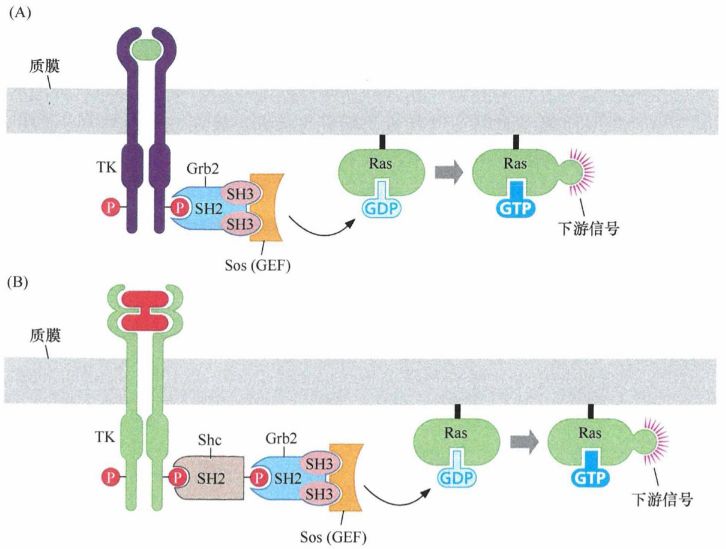 (A)
质膜
TK
Grb2
P
P
SH2
SH3
SH3
Sos (GEF)
Ras
GDP
Ras
GTP
下游信号
(B)
质膜
TK
Shc
Grb2
P
P
SH2
P
SH2
SH3
SH3
Sos (GEF)
Ras
GDP
Ras
GTP
下游信号